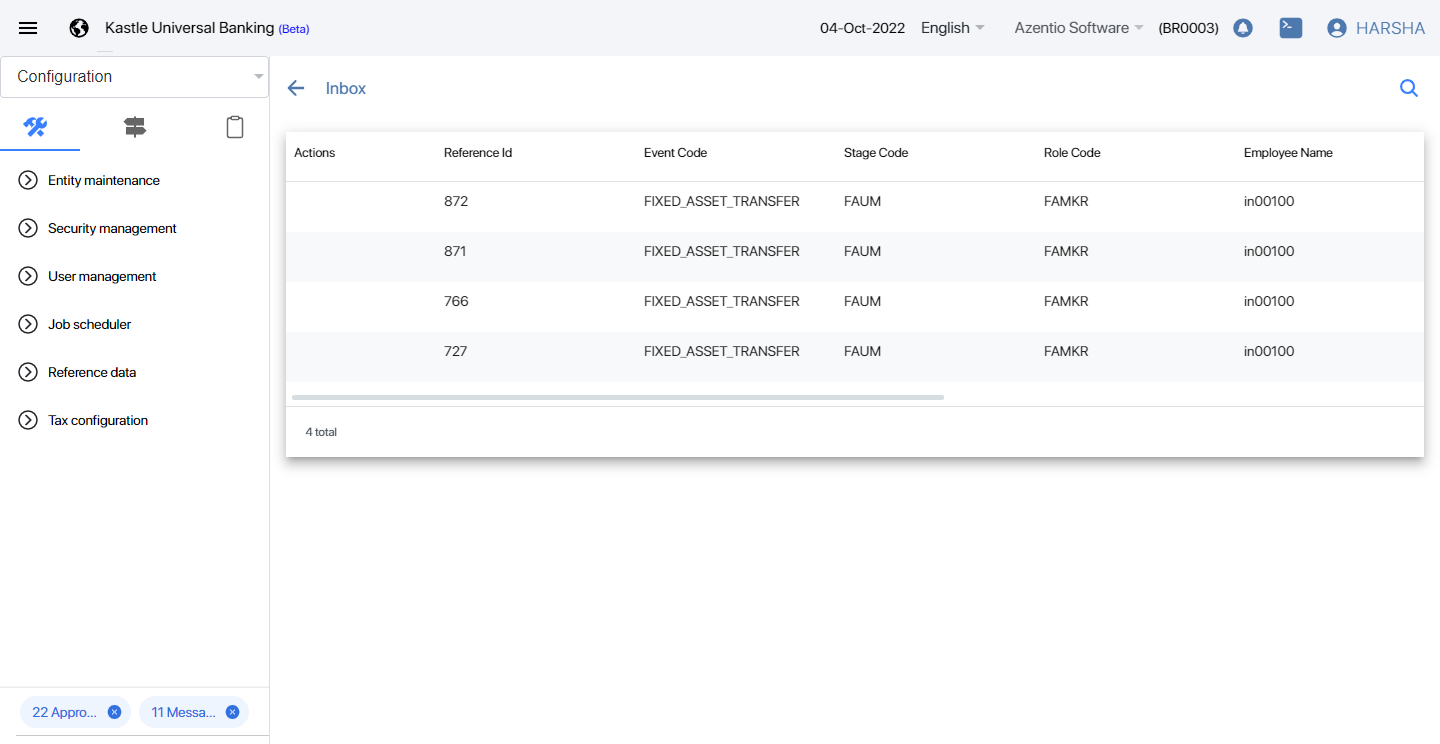 Kastle Universal Banking (Beta) 04-Oct-2022 English Azentio Software (BR0003) HARSHA
Configuration
Entity maintenance
Security management
User management
Job scheduler
Reference data
Tax configuration
22 Appro... 11 Messa...
Inbox
Actions Reference Id Event Code Stage Code Role Code Employee Name
872 FIXED_ASSET_TRANSFER FAUM FAMKR in00100
871 FIXED_ASSET_TRANSFER FAUM FAMKR in00100
766 FIXED_ASSET_TRANSFER FAUM FAMKR in00100
727 FIXED_ASSET_TRANSFER FAUM FAMKR in00100
4 total